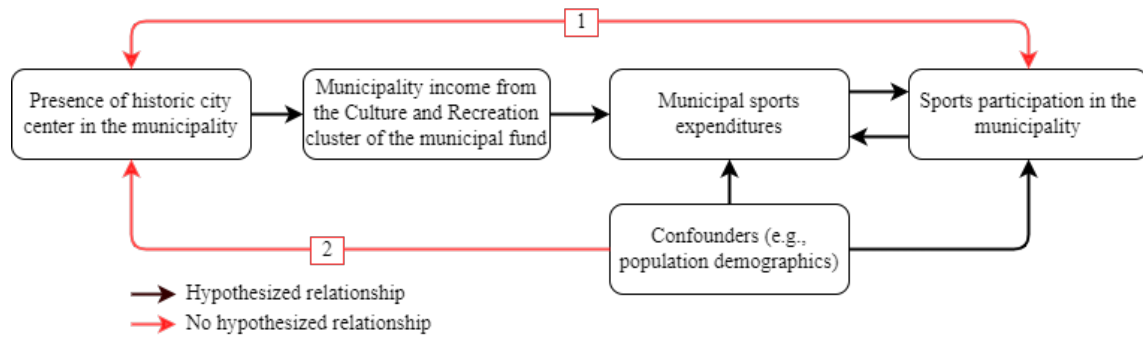 1
Presence of historic city
center in the municipality
Municipality income from
the Culture and Recreation
cluster of the municipal fund
Municipal sports
expenditures
Sports participation in the
municipality
2
Confounders (e.g.,
population demographics)
Hypothesized relationship
No hypothesized relationship